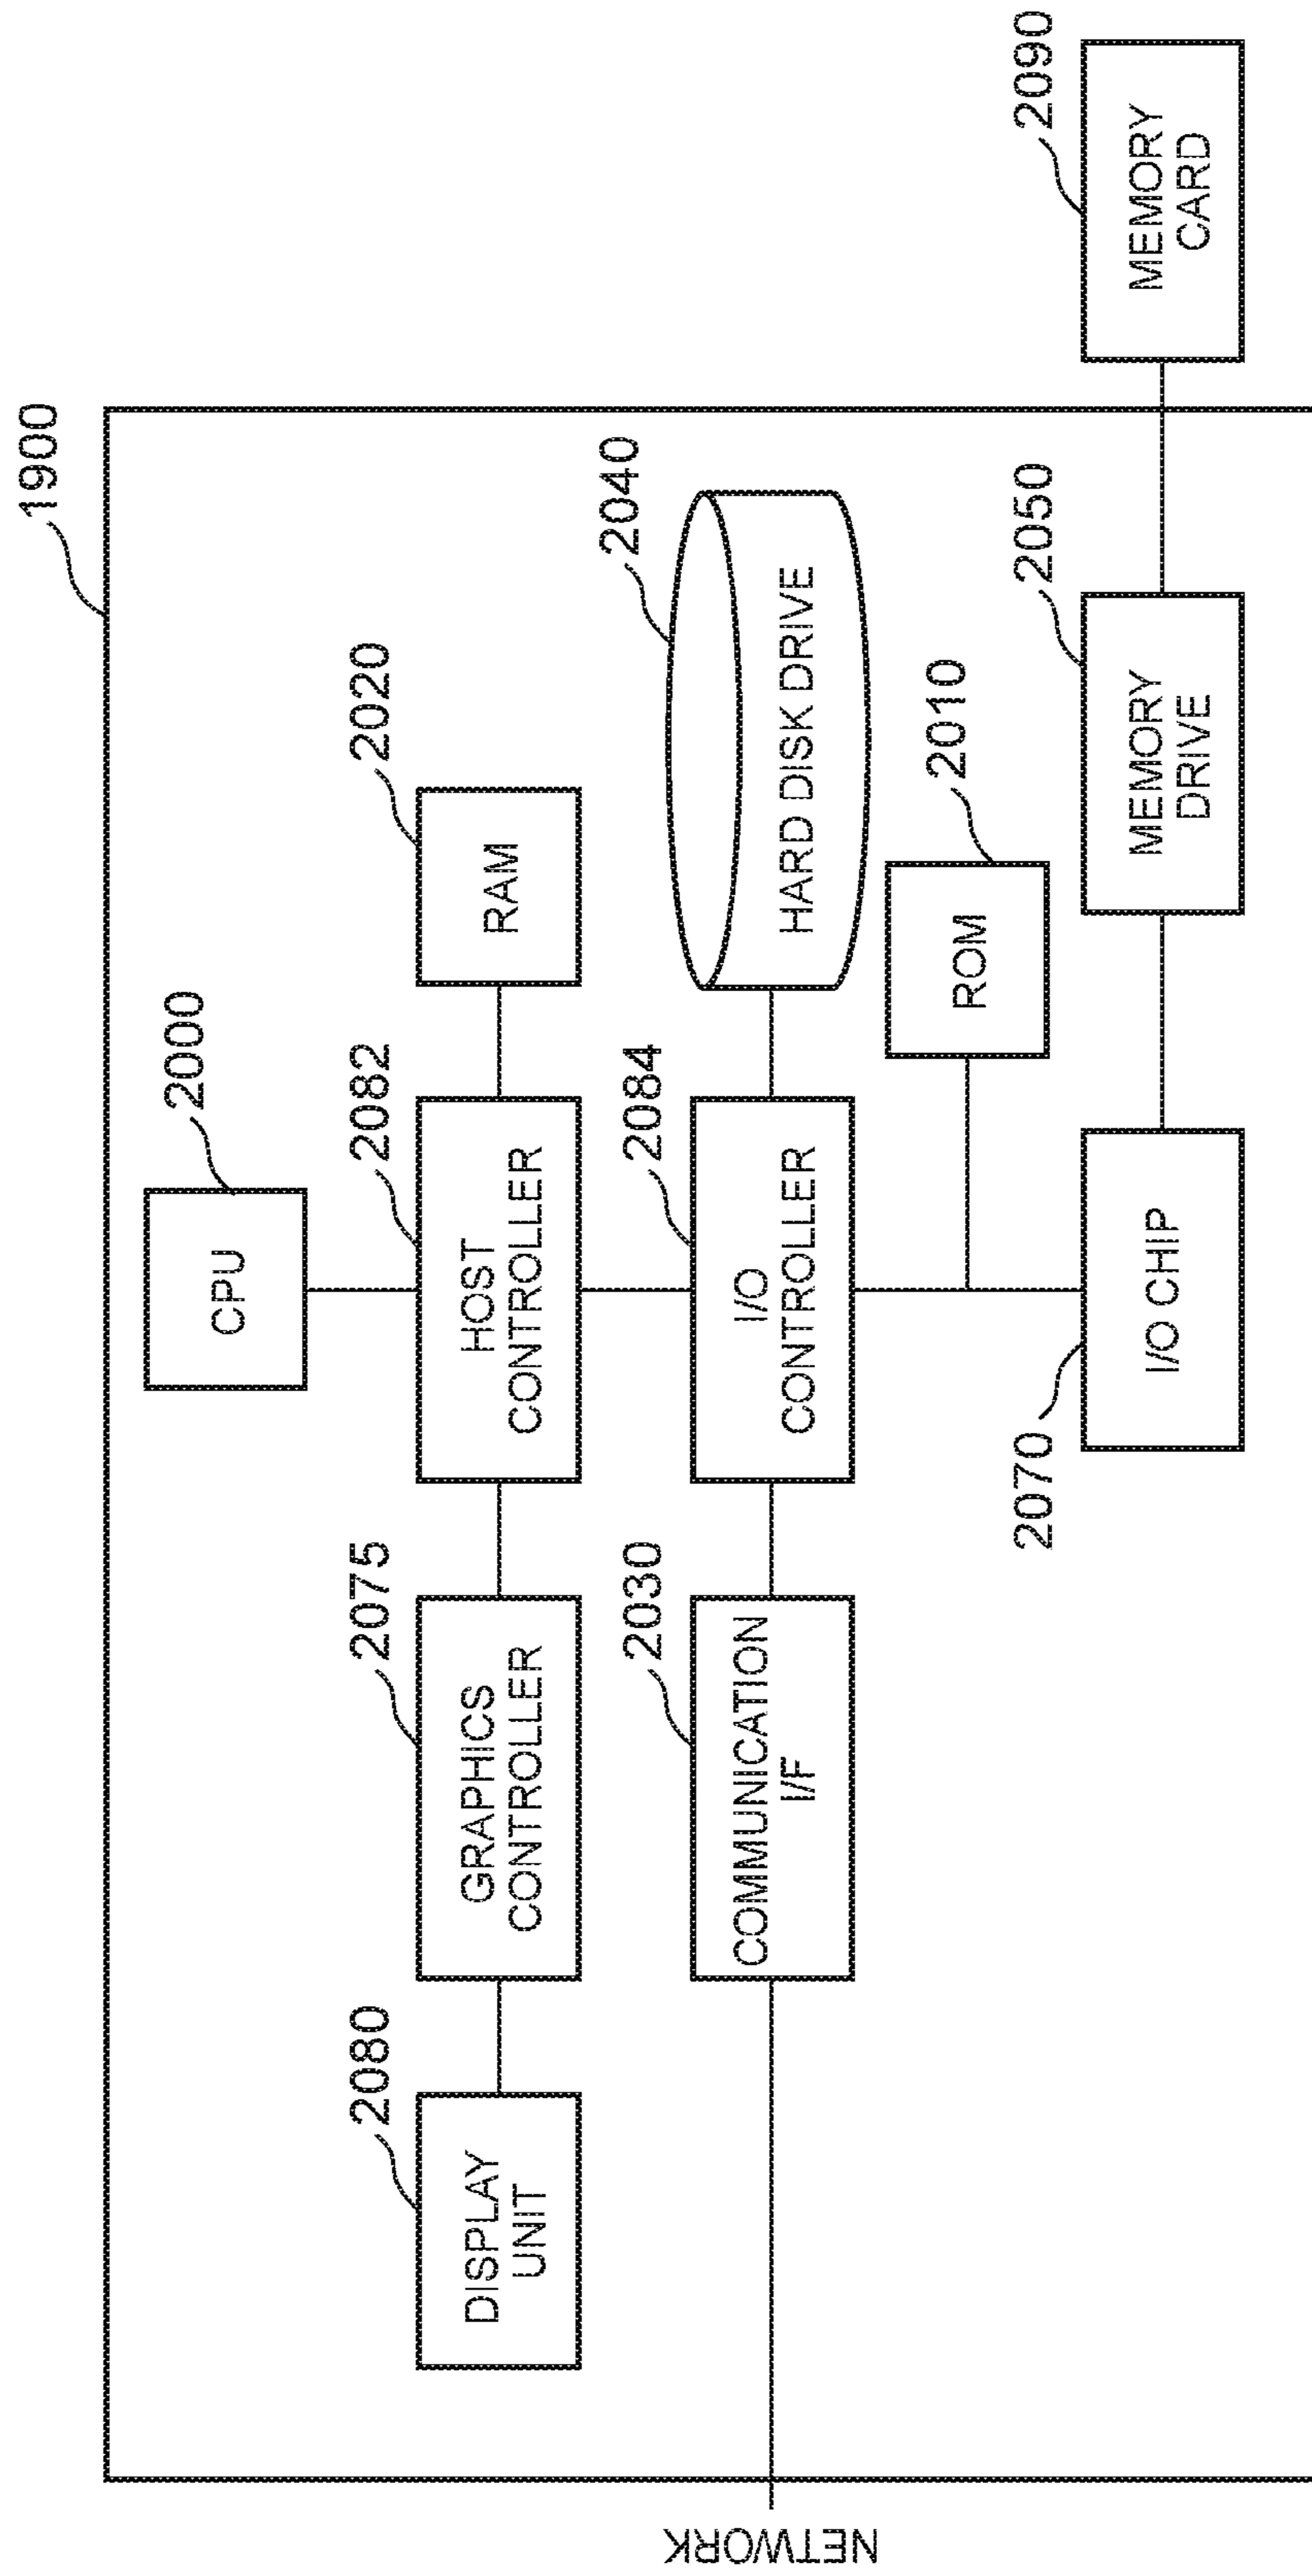 1900
CPU
2000
DISPLAY
UNIT
2080
GRAPHICS
CONTROLLER
2075
HOST
CONTROLLER
2082
RAM
2020
NETWORK
COMMUNICATION
I/F
2030
I/O
CONTROLLER
2084
HARD DISK DRIVE
2040
ROM
2010
I/O CHIP
2070
MEMORY
DRIVE
2050
MEMORY
CARD
2090